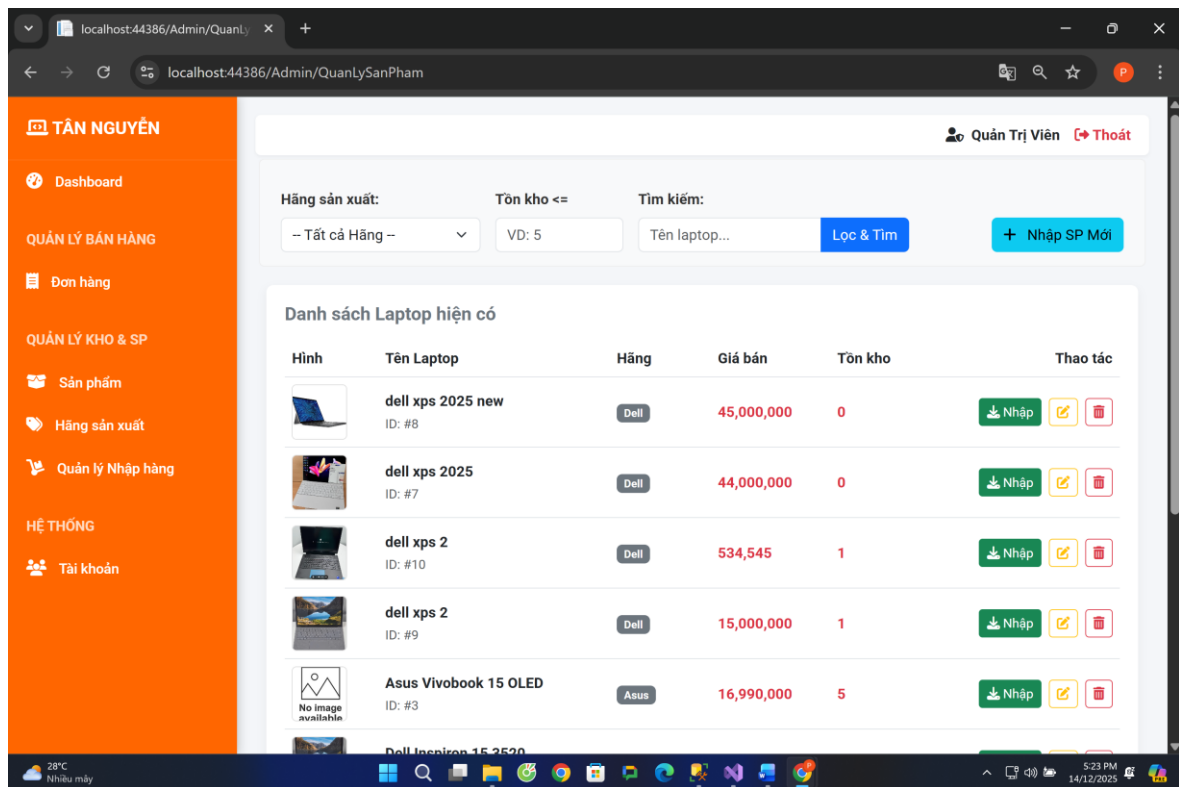 localhost:44386/Admin/QuanLy
localhost:44386/Admin/QuanLySanPham
P
TÂN NGUYỄN
Quản Trị Viên
Thoát
Dashboard
QUẢN LÝ BÁN HÀNG
Đơn hàng
QUẢN LÝ KHO & SP
Sản phẩm
Hãng sản xuất
Quản lý Nhập hàng
HỆ THỐNG
Tài khoản
Hãng sản xuất: Tồn kho <= Tìm kiếm:
-- Tất cả Hãng -- VD: 5 Tên laptop... Lọc & Tìm + Nhập SP Mới
Danh sách Laptop hiện có
Hình Tên Laptop Hãng Giá bán Tồn kho Thao tác
dell xps 2025 new
ID: #8
Dell 45,000,000 0 Nhập
dell xps 2025
ID: #7
Dell 44,000,000 0 Nhập
dell xps 2
ID: #10
Dell 534,545 1 Nhập
dell xps 2
ID: #9
Dell 15,000,000 1 Nhập
No image
available
Asus Vivobook 15 OLED
ID: #3
Asus 16,990,000 5 Nhập
Dell Inspiron 15 3520
28°C
Nhiều mây
5:23 PM
14/12/2025